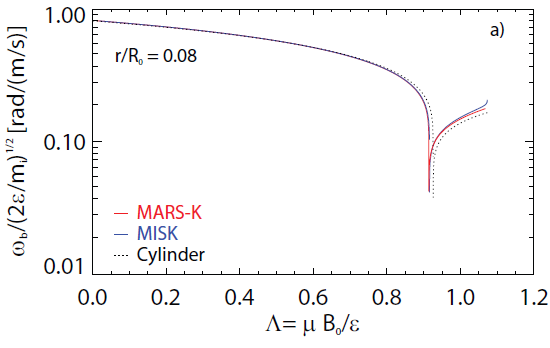 1.00
a)
r/R₀ = 0.08
0.10
ω_b/(2ε/m_i)^1/2 [rad/(m/s)]
MARS-K
MISK
Cylinder
0.01
0.0 0.2 0.4 0.6 0.8 1.0 1.2
Λ= μ B₀/ε